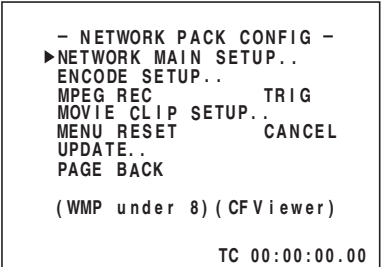 – NETWORK PACK CONFIG –
▶NETWORK MAIN SETUP..
ENCODE SETUP..
MPEG REC TRIG
MOVIE CLIP SETUP..
MENU RESET CANCEL
UPDATE..
PAGE BACK
(WMP under 8)(CFViewer)
TC 00:00:00.00